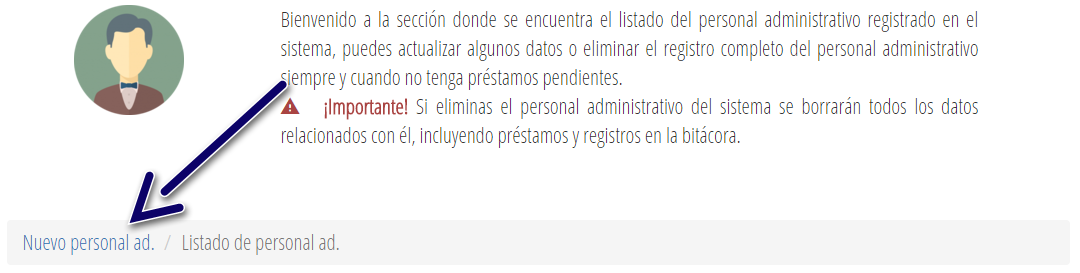 Bienvenido a la sección donde se encuentra el listado del personal administrativo registrado en el
sistema, puedes actualizar algunos datos o eliminar el registro completo del personal administrativo
siempre y cuando no tenga préstamos pendientes.
¡Importante! Si eliminas el personal administrativo del sistema se borrarán todos los datos
relacionados con él, incluyendo préstamos y registros en la bitácora.
Nuevo personal ad. / Listado de personal ad.